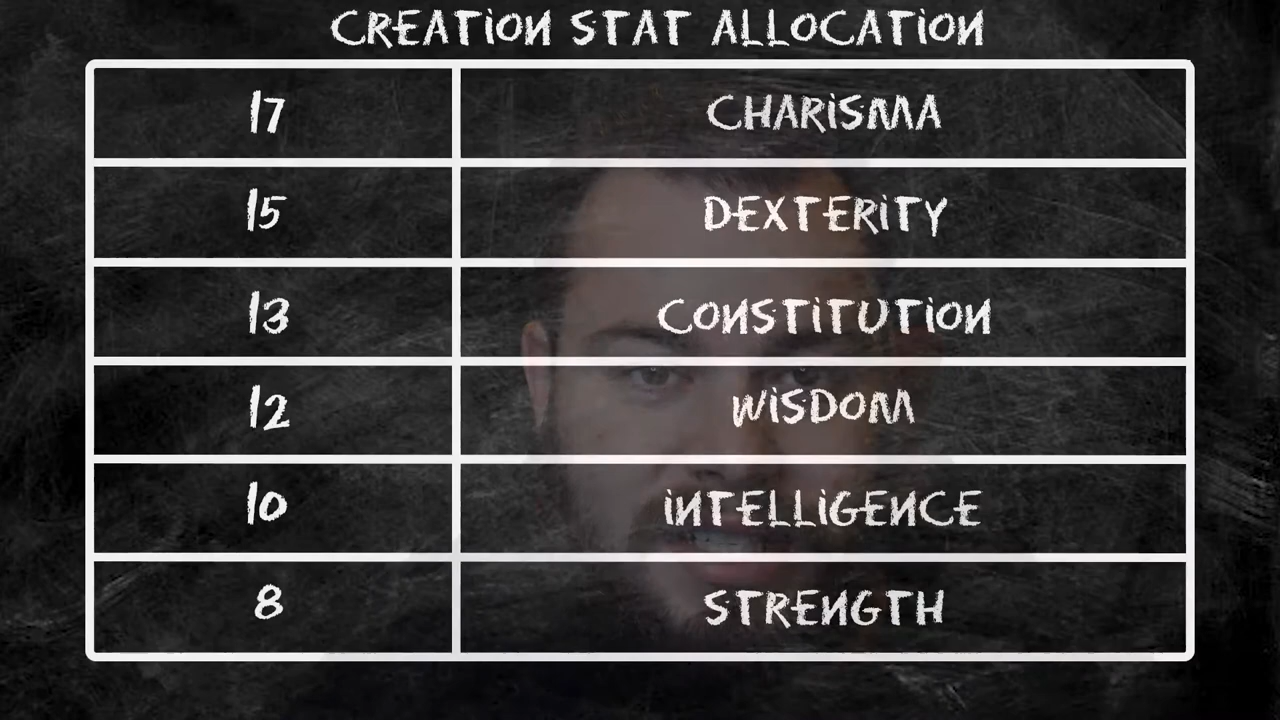 CREATION STAT ALLOCATION
17 CHARISMA
15 DEXTERITY
13 CONSTITUTION
12 WISDOM
10 INTELLIGENCE
8 STRENGTH